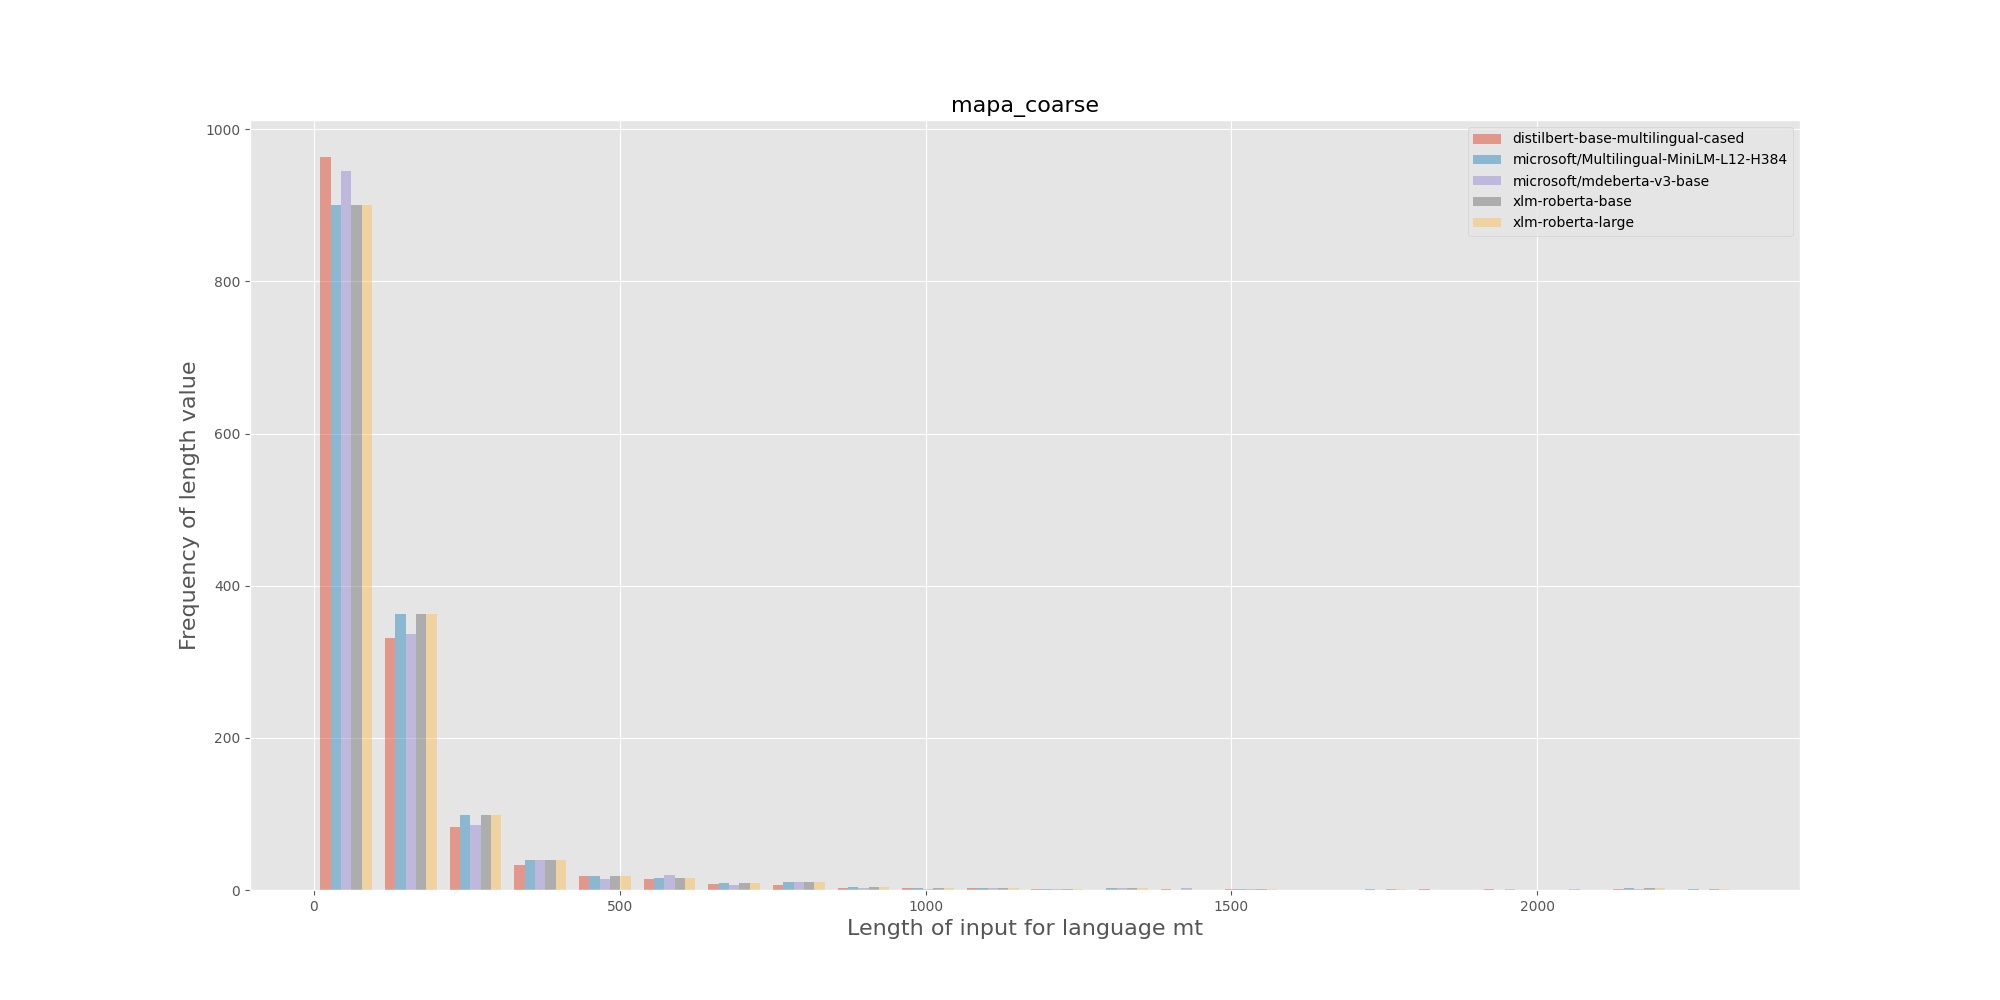 mapa_coarse
1000
800
600
400
200
0
Frequency of length value
distilbert-base-multilingual-cased
microsoft/Multilingual-MiniLM-L12-H384
microsoft/mdeberta-v3-base
xlm-roberta-base
xlm-roberta-large
0 500 1000 1500 2000
Length of input for language mt